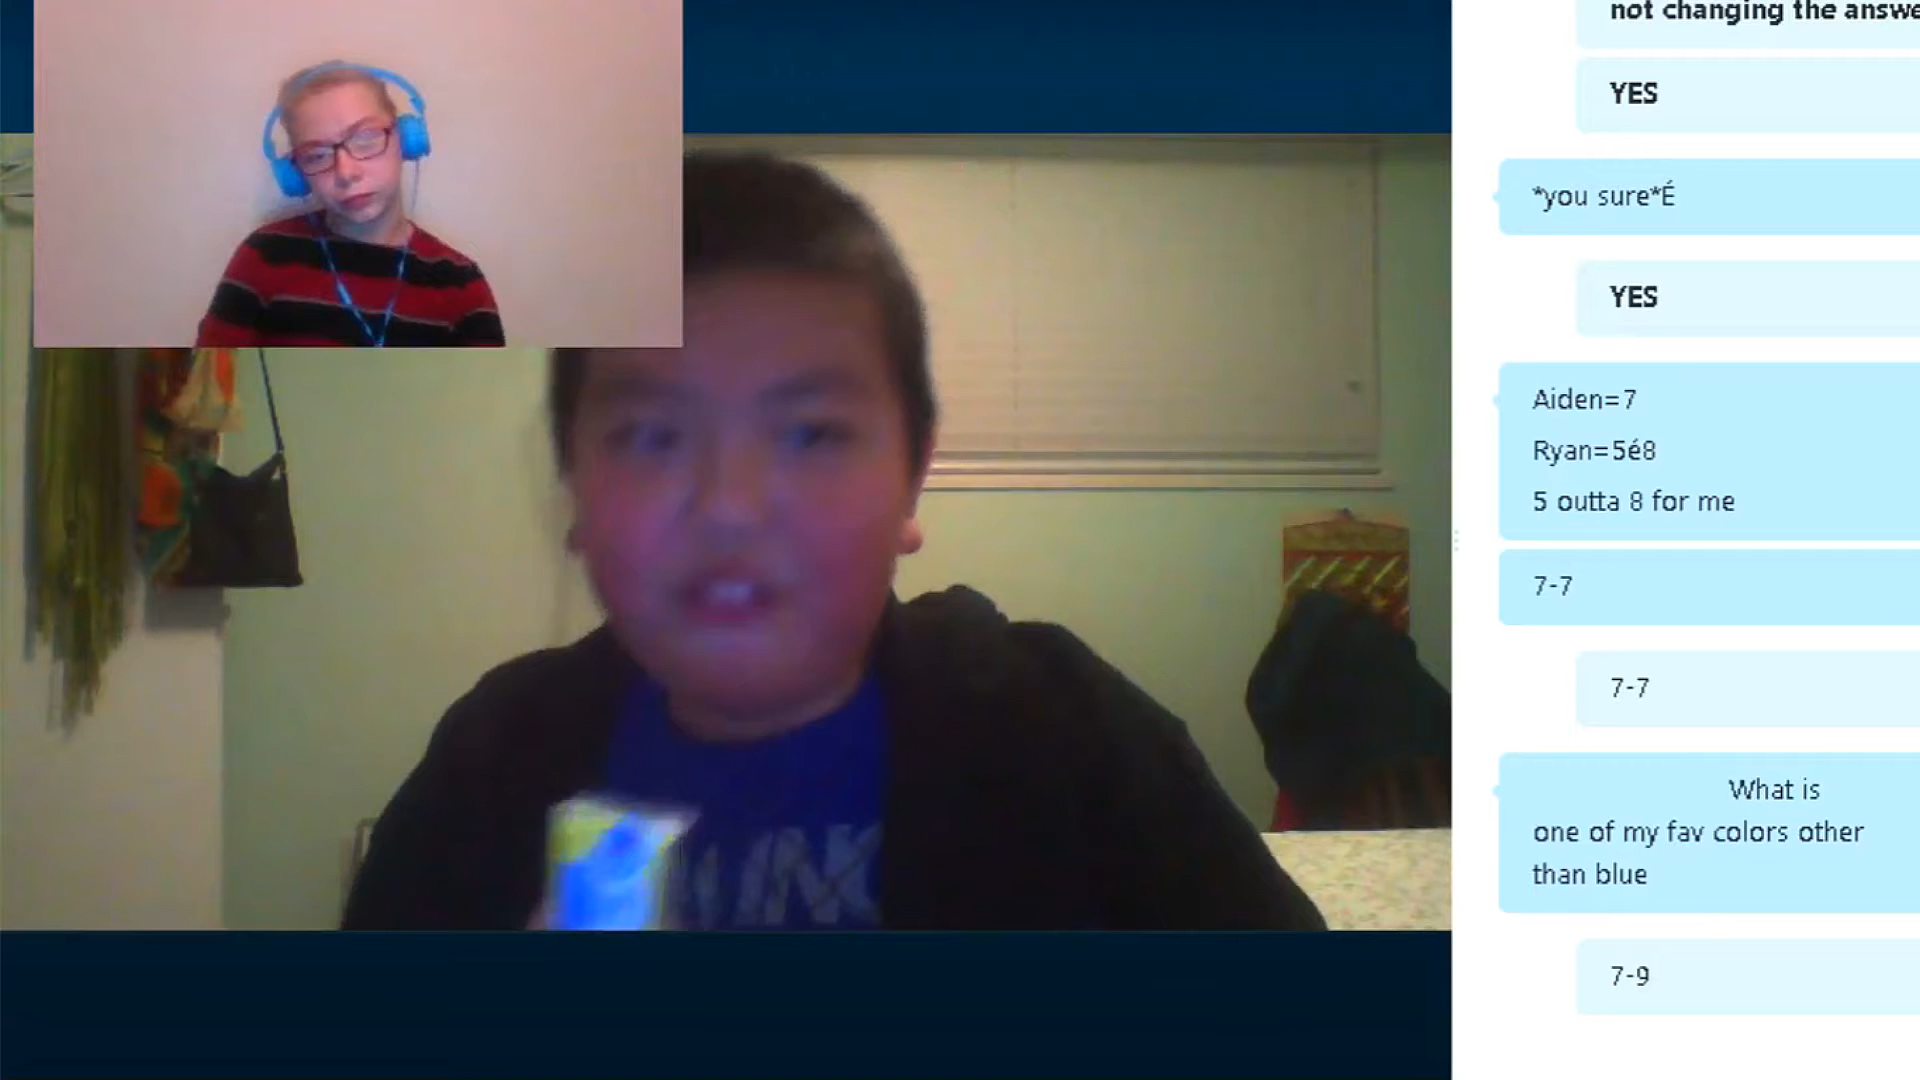 not changing the answe
YES
*you sure*É
YES
Aiden=7
Ryan=5é8
5 outta 8 for me
7-7
7-7
What is
one of my fav colors other
than blue
7-9